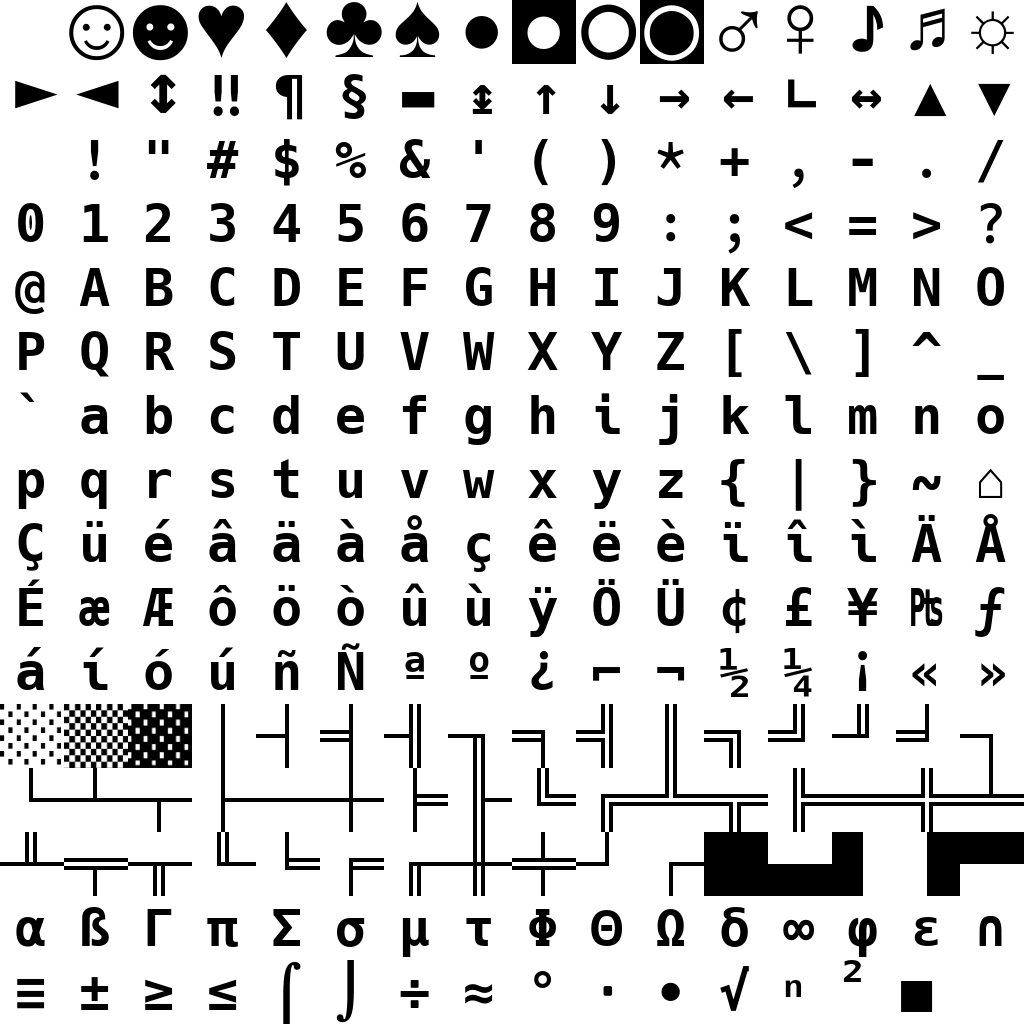 ☺☻♥♦♣♠•◘○◙♂♀♪♬☼
►◄↕‼¶§▬↨↑↓→←∟↔▲▼
!"#$%&'()*+,-./
0123456789:;<=>?
@ABCDEFGHIJKLMNO
PQRSTUVWXYZ[\]^_
`abcdefghijklmno
pqrstuvwxyz{|}~⌂
ÇüéâäàåçêëèïîìÄÅ
ÉæÆôöòûùÿÖÜ¢£¥₧ƒ
áíóúñÑªº¿⌐¬½¼¡«»
░▒▓│┤╡╢╖╕╣║╗╝╜╛┐
└┴┬├─┼╞╟╚╔╩╦╠═╬╧
╨╤╥╙╘╒╓╫╪┘┌█▄▌▐▀
αßΓπΣσµτΦΘΩδ∞φε∩
≡±≥≤⌠⌡÷≈°∙•√ⁿ²■